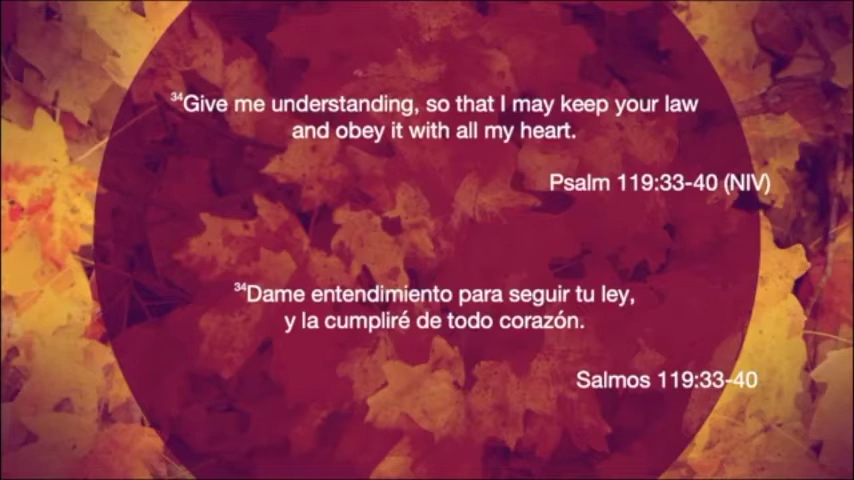 ³⁴Give me understanding, so that I may keep your law
and obey it with all my heart.
Psalm 119:33-40 (NIV)
³⁴Dame entendimiento para seguir tu ley,
y la cumpliré de todo corazón.
Salmos 119:33-40